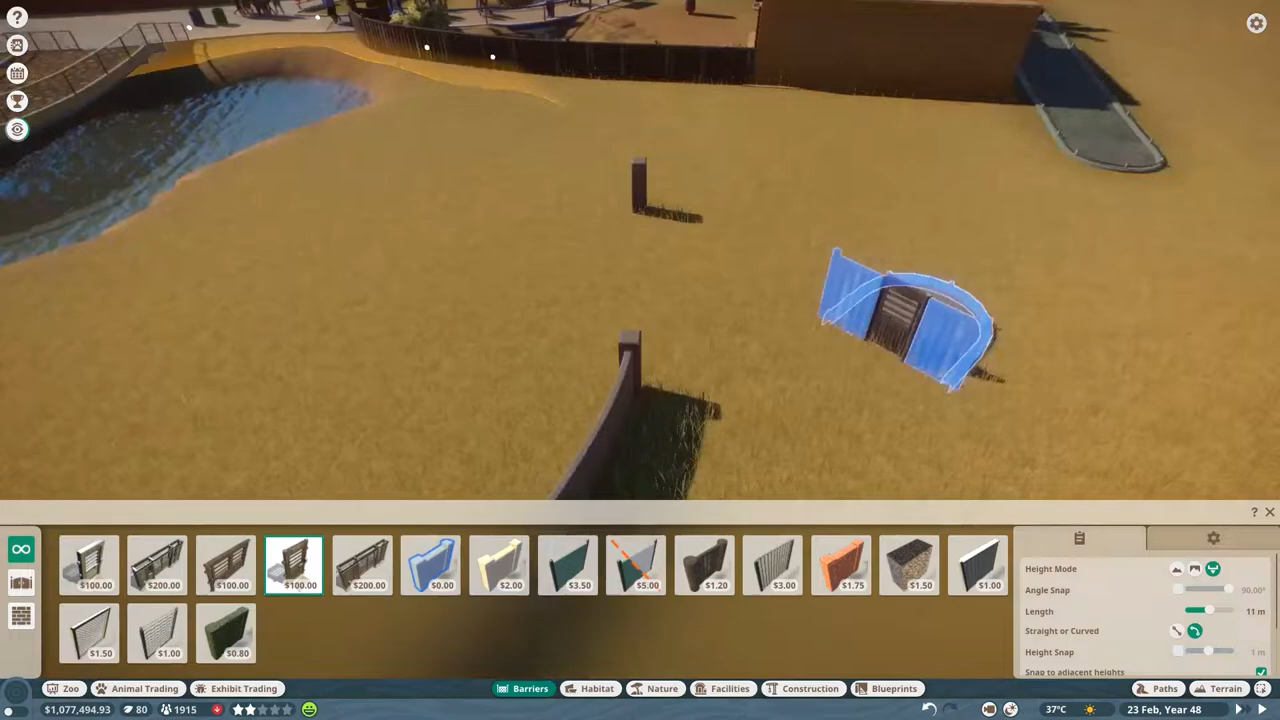 ?
? ×
$100.00 $200.00 $100.00 $100.00 $200.00 $0.00 $2.00 $3.50 $5.00 $1.20 $3.00 $1.75 $1.50 $1.00
$1.50 $1.00 $0.80
Height Mode
Angle Snap 90.00°
Length 11 m
Straight or Curved
Height Snap 1 m
Snap to adjacent heights
Zoo Animal Trading Exhibit Trading Barriers Habitat Nature Facilities Construction Blueprints Paths Terrain
$1,077,494.93 80 1915 37°C 23 Feb, Year 48